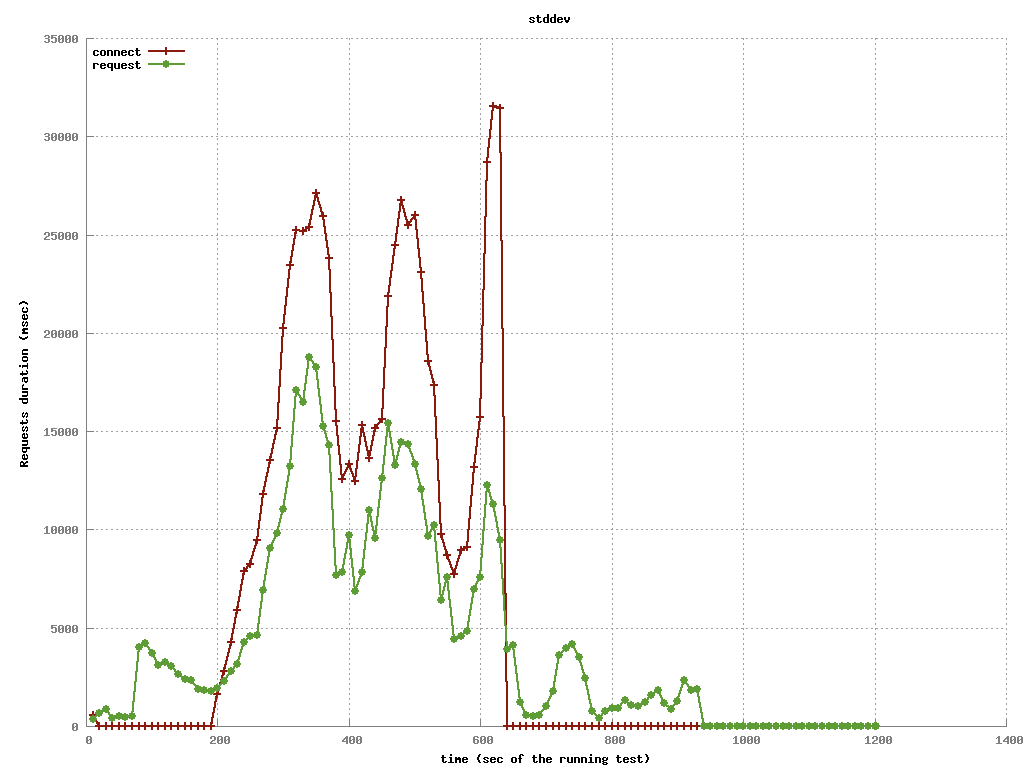 stddev
connect
request
35000
30000
25000
20000
15000
10000
5000
0
Requests duration (msec)
0 200 400 600 800 1000 1200 1400
time (sec of the running test)